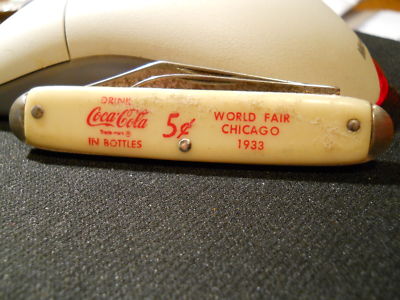 DRINK
Coca-Cola
Trade-mark ®
IN BOTTLES
5¢
WORLD FAIR
CHICAGO
1933